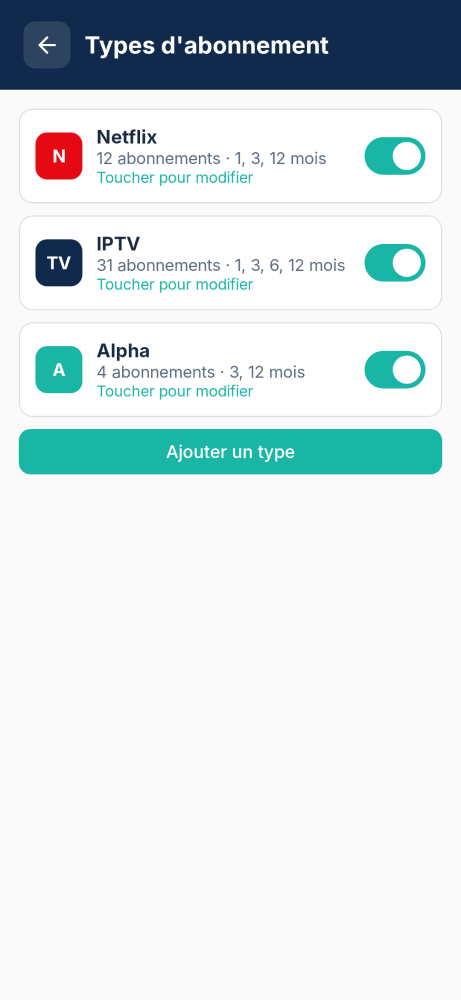 Types d'abonnement
N
Netflix
12 abonnements · 1, 3, 12 mois
Toucher pour modifier
TV
IPTV
31 abonnements · 1, 3, 6, 12 mois
Toucher pour modifier
A
Alpha
4 abonnements · 3, 12 mois
Toucher pour modifier
Ajouter un type